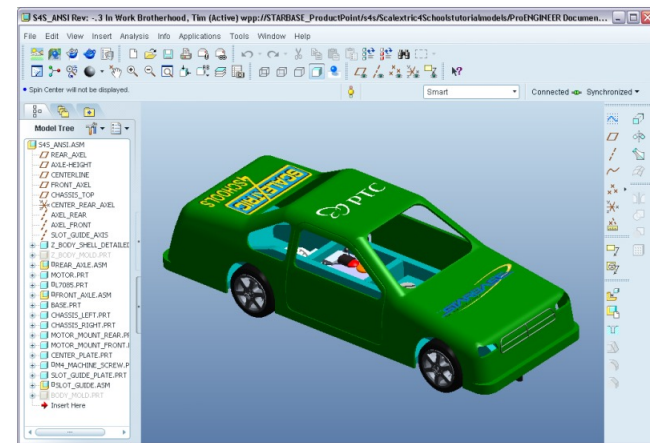 S4S_ANSI Rev: -.3 In Work Brotherhood, Tim (Active) wpp://STARBASE_ProductPoint/s4s/Scalextric4Schoolstutorialmodels/ProENGINEER Documen...
File Edit View Insert Analysis Info Applications Tools Window Help
Spin Center will not be displayed.
Smart
Connected
Synchronized
Model Tree
S4S_ANSI.ASM
REAR_AXEL
AXLE-HEIGHT
CENTERLINE
FRONT_AXEL
CHASSIS_TOP
CENTER_REAR_AXEL
AXEL_REAR
AXEL_FRONT
SLOT_GUIDE_AXIS
Z_BODY_SHELL_DETAILED
Z_BODY_MOLD.PRT
REAR_AXLE.ASM
MOTOR.PRT
L7085.PRT
FRONT_AXLE.ASM
BASE.PRT
CHASSIS_LEFT.PRT
CHASSIS_RIGHT.PRT
MOTOR_MOUNT_REAR.PR
MOTOR_MOUNT_FRONT.
CENTER_PLATE.PRT
M4_MACHINE_SCREW.P
SLOT_GUIDE_PLATE.PRT
SLOT_GUIDE.ASM
BODY_MOLD.PRT
Insert Here
SCALEXTRIC
4SCHOOLS
PTC